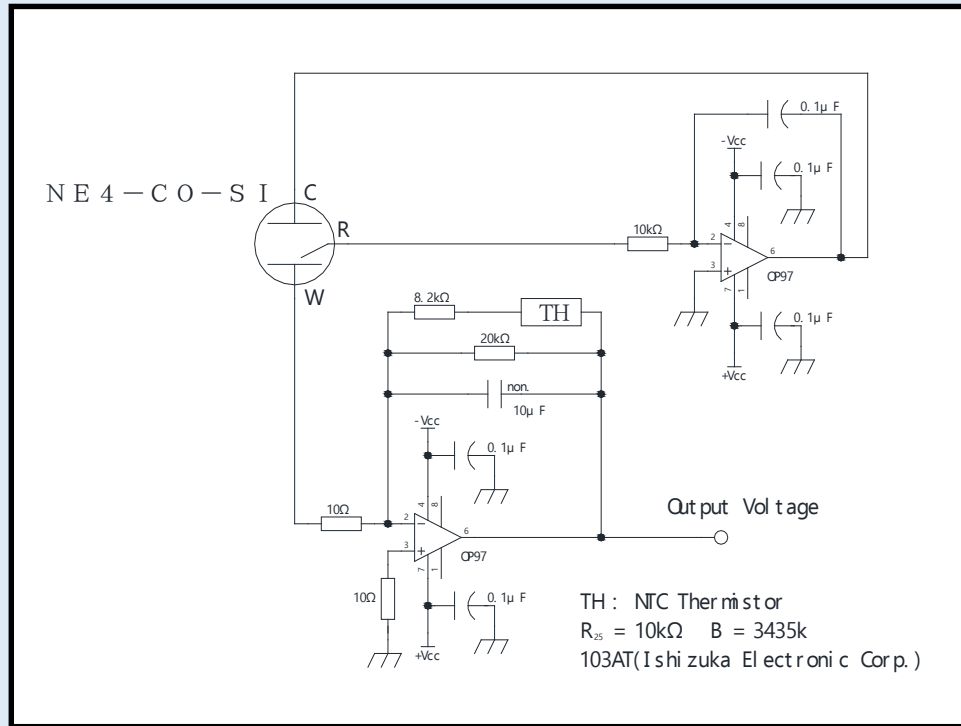 0.1µF
-Vcc
0.1µF
NE4-CO-SI
C
R
W
10kΩ
2
3
4
8
6
7
1
OP97
0.1µF
+Vcc
8.2kΩ
TH
20kΩ
non.
10µF
-Vcc
0.1µF
10Ω
2
3
4
8
6
7
1
OP97
10Ω
0.1µF
+Vcc
Output Voltage
TH: NTC Thermistor
R25 = 10kΩ B = 3435k
103AT(Ishizuka Electronic Corp.)